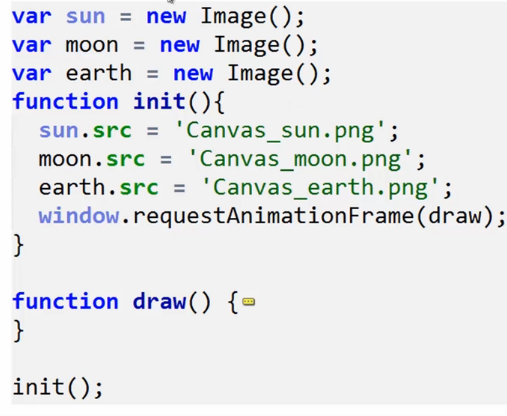 var sun = new Image();
var moon = new Image();
var earth = new Image();
function init(){
sun.src = 'Canvas_sun.png';
moon.src = 'Canvas_moon.png';
earth.src = 'Canvas_earth.png';
window.requestAnimationFrame(draw);
}
function draw() {
}
init();